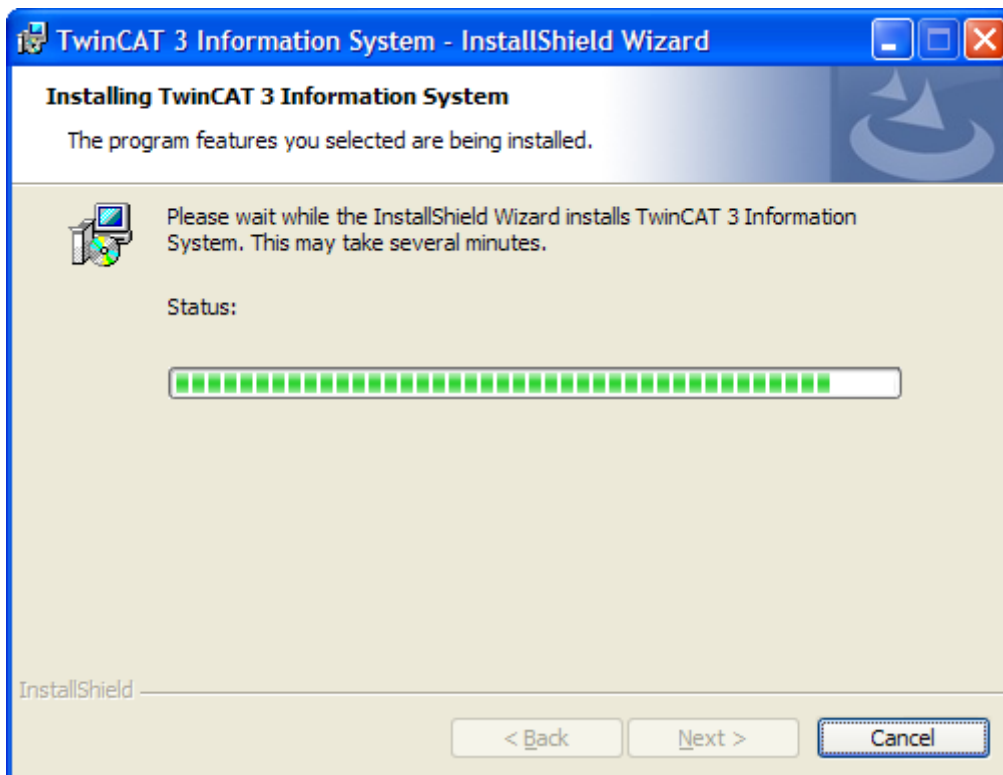 TwinCAT 3 Information System - InstallShield Wizard
Installing TwinCAT 3 Information System
The program features you selected are being installed.
Please wait while the InstallShield Wizard installs TwinCAT 3 Information
System. This may take several minutes.
Status:
InstallShield
< Back
Next >
Cancel